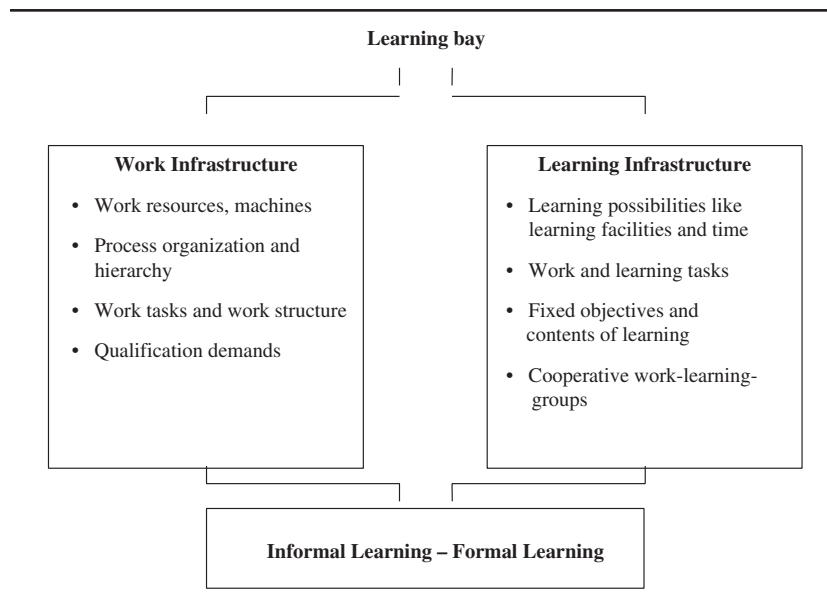 Learning bay
Work Infrastructure
• Work resources, machines
• Process organization and
hierarchy
• Work tasks and work structure
• Qualification demands
Learning Infrastructure
• Learning possibilities like
learning facilities and time
• Work and learning tasks
• Fixed objectives and
contents of learning
• Cooperative work-learning-
groups
Informal Learning – Formal Learning